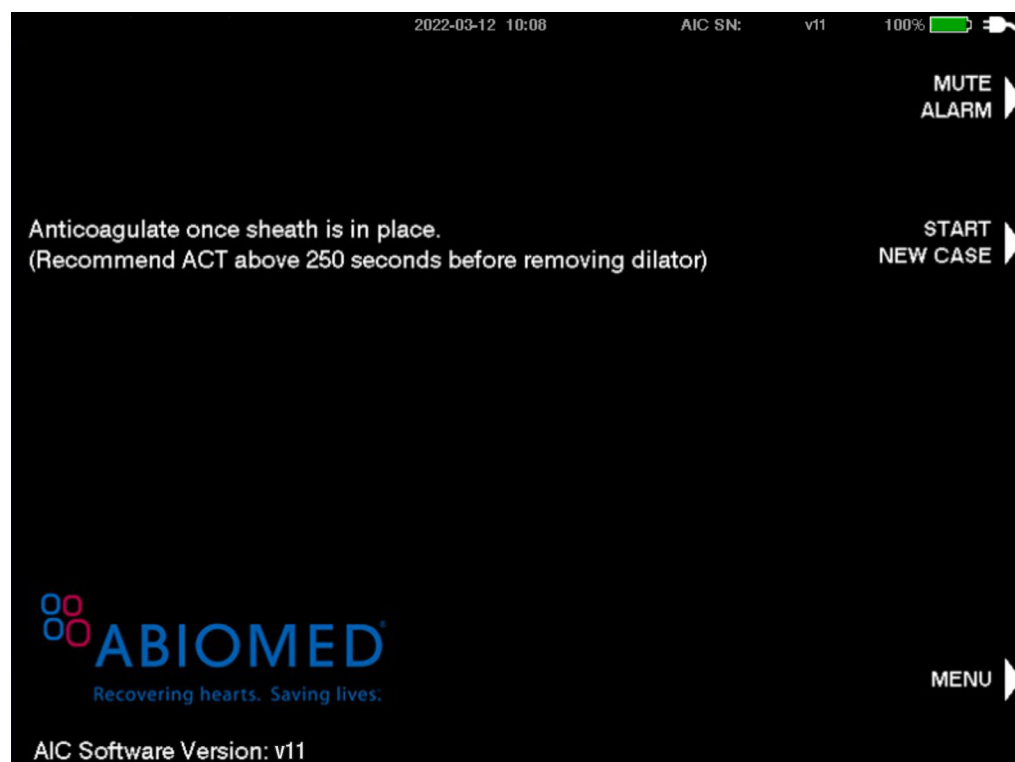 2022-03-12 10:08 AIC SN: v11 100%
MUTE
ALARM
Anticoagulate once sheath is in place.
(Recommend ACT above 250 seconds before removing dilator)
START
NEW CASE
ABIOMED®
Recovering hearts. Saving lives.
MENU
AIC Software Version: v11